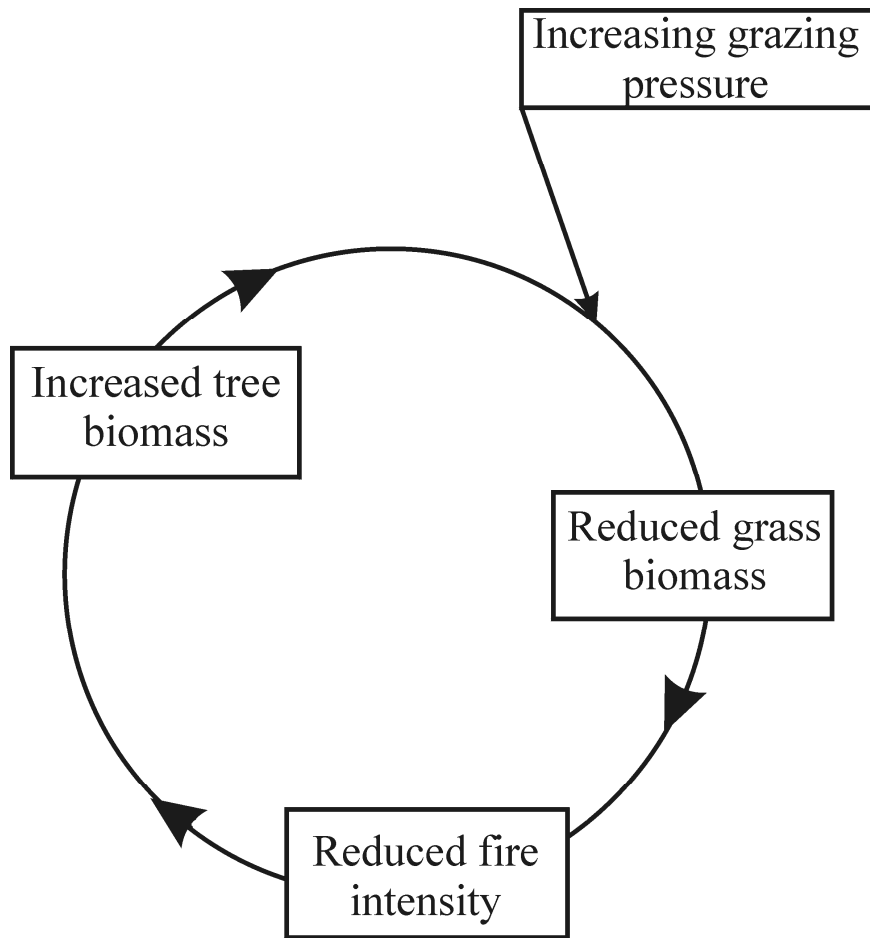 Increasing grazing
pressure
Increased tree
biomass
Reduced grass
biomass
Reduced fire
intensity